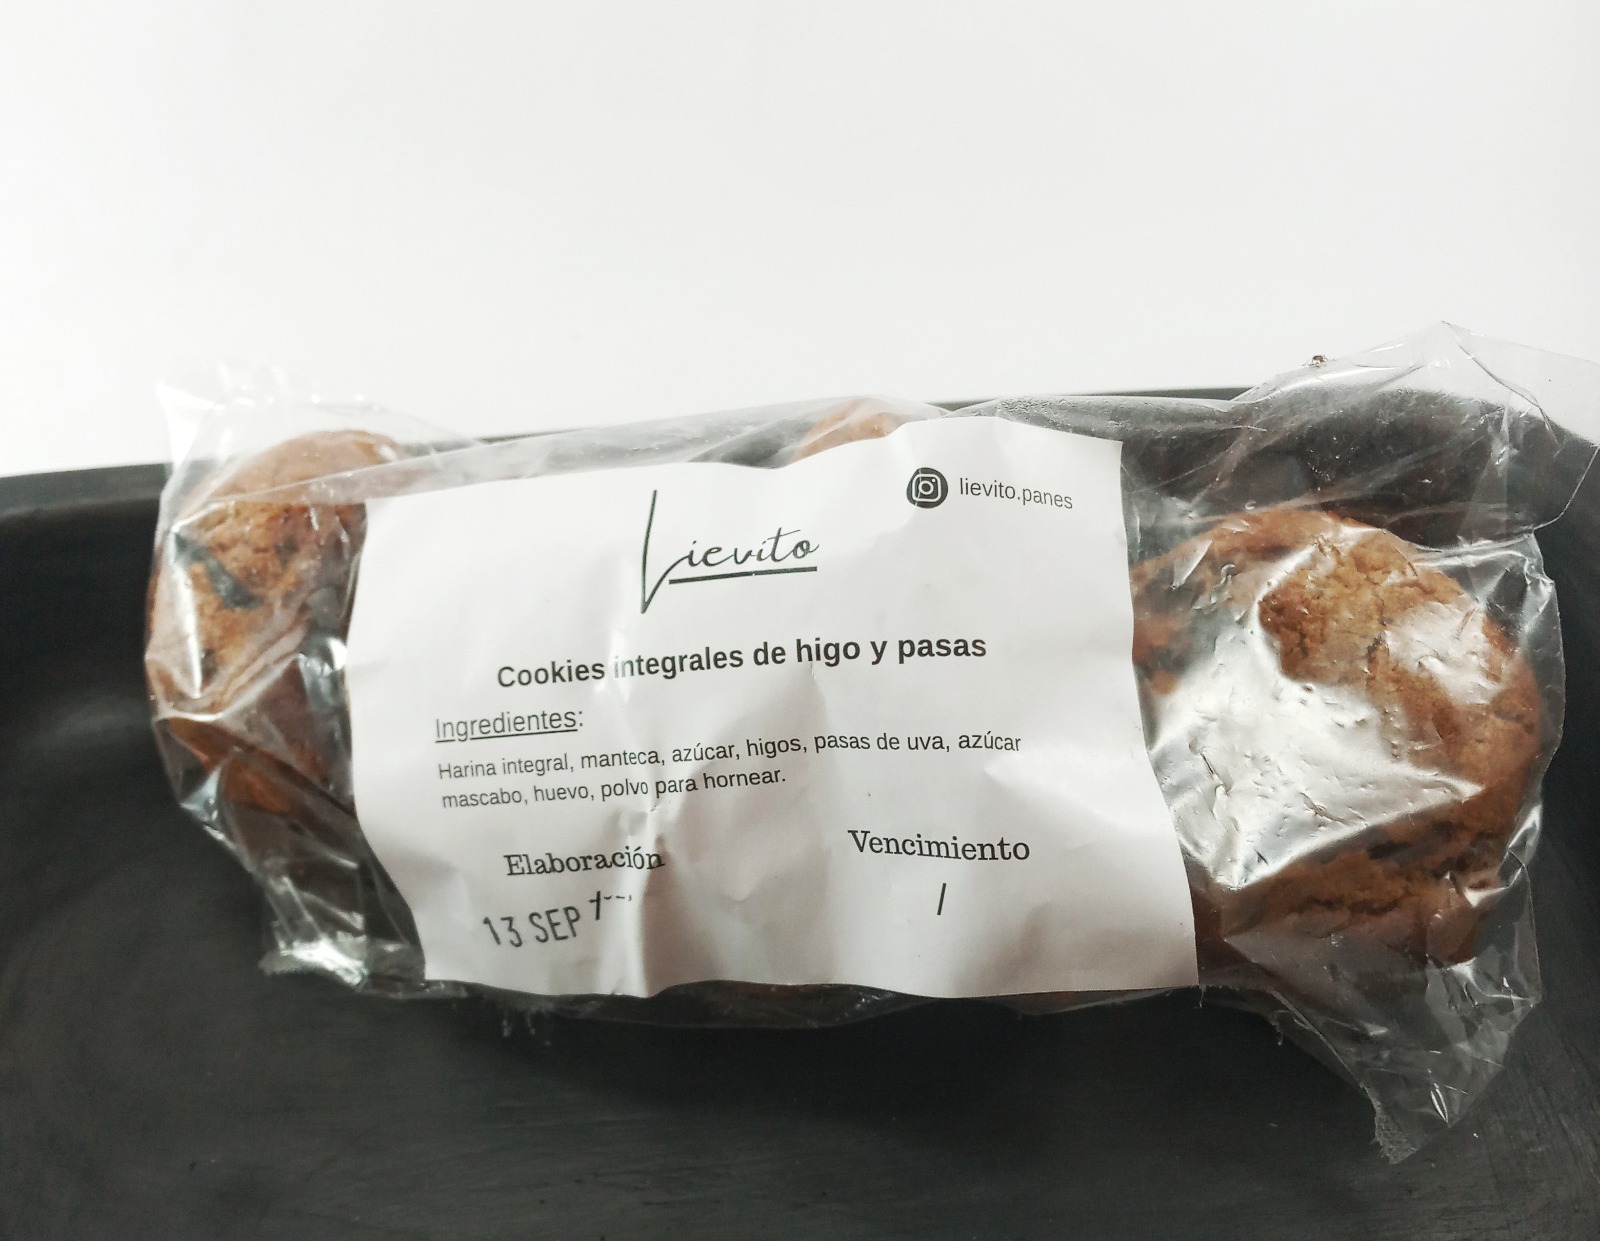 lievito.panes
Lievito
Cookies integrales de higo y pasas
Ingredientes:
Harina integral, manteca, azúcar, higos, pasas de uva, azúcar
mascabo, huevo, polvo para hornear.
Elaboración
Vencimiento
13 SEP
/